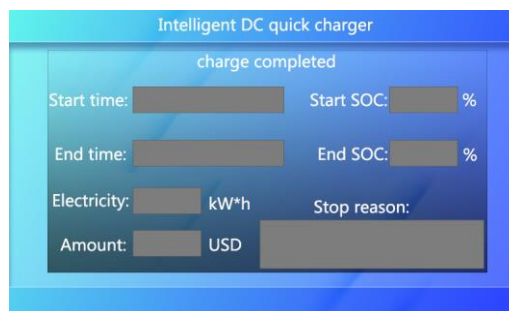 Intelligent DC quick charger
charge completed
Start time: Start SOC: %
End time: End SOC: %
Electricity: kW*h Stop reason:
Amount: USD